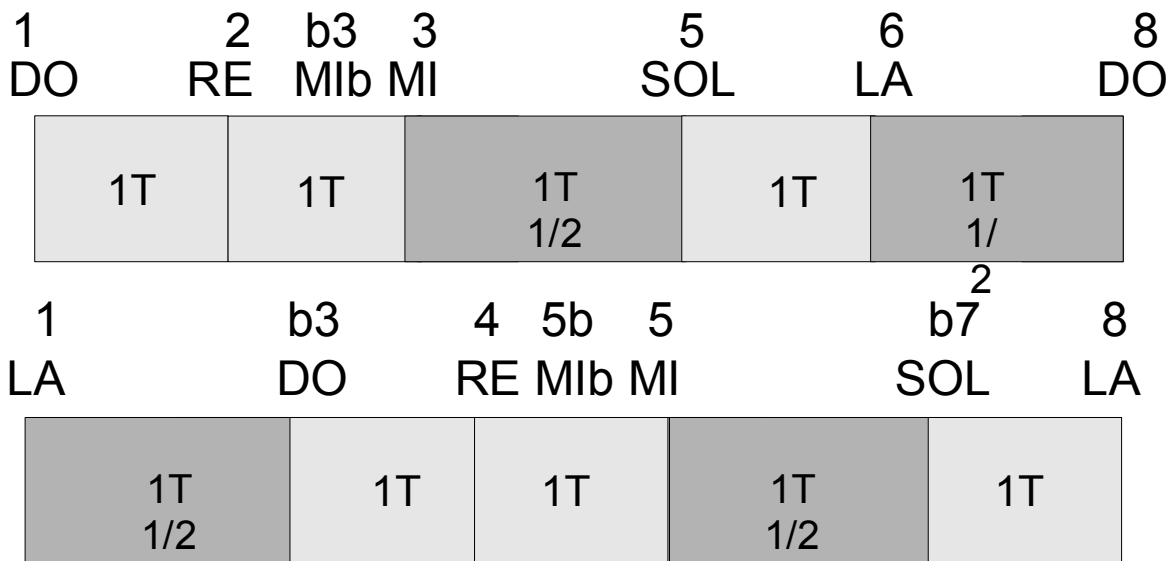 1 2 b3 3 5 6 8
DO RE MIb MI SOL LA DO
1T 1T 1T 1T 1T
1/2 1/
2
1 b3 4 5b 5 b7 8
LA DO RE MIb MI SOL LA
1T 1T 1T 1T 1T
1/2 1/2